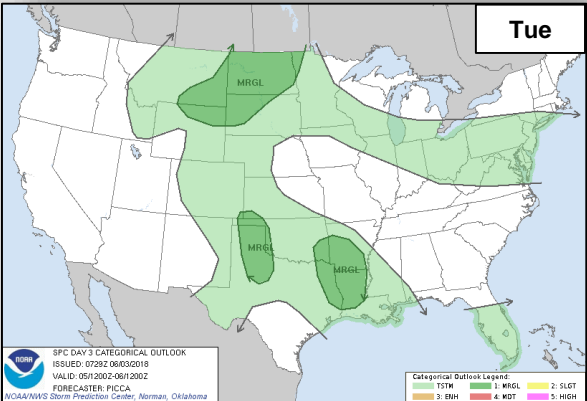 Tue
MRGL
MRGL
MRGL
NOAA
SPC DAY 3 CATEGORICAL OUTLOOK
ISSUED: 0729Z 06/03/2018
VALID: 05/1200Z-06/1200Z
FORECASTER: PICCA
NOAA/NWS Storm Prediction Center, Norman, Oklahoma
Categorical Outlook Legend:
TSTM 1: MRGL 2: SLGT
3: ENH 4: MDT 5: HIGH